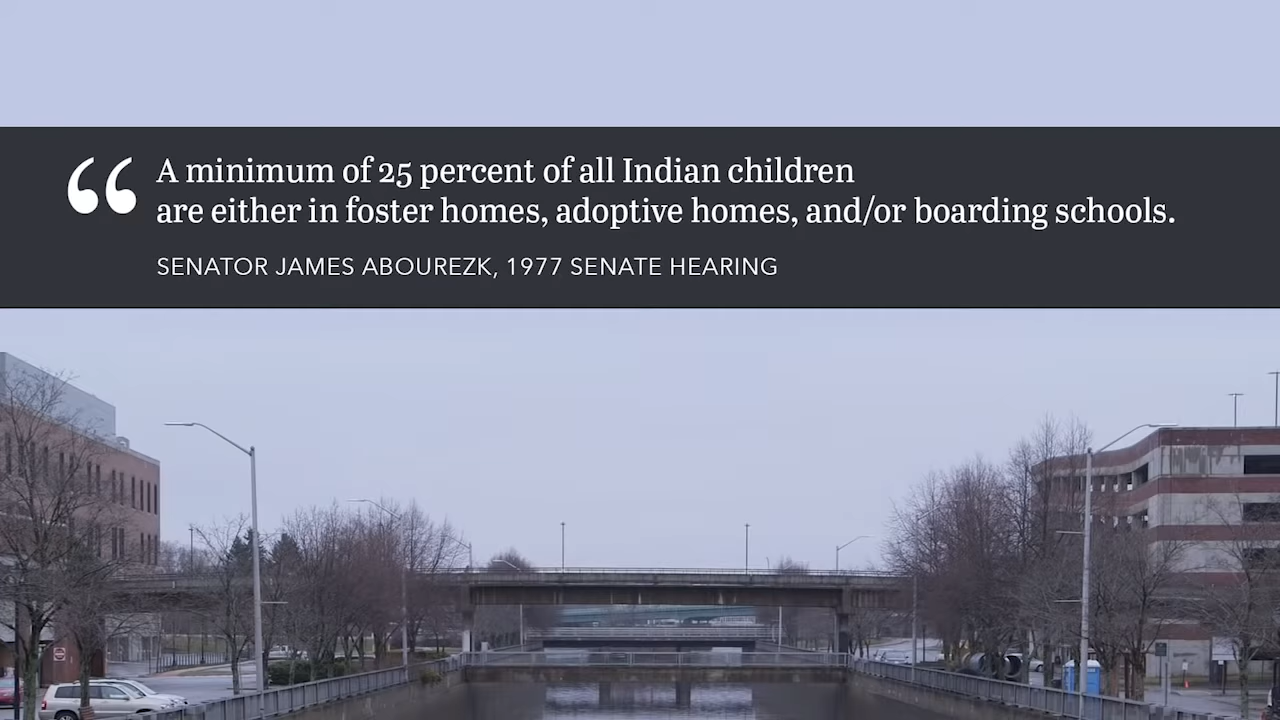 “
A minimum of 25 percent of all Indian children
are either in foster homes, adoptive homes, and/or boarding schools.
SENATOR JAMES ABOUREZK, 1977 SENATE HEARING